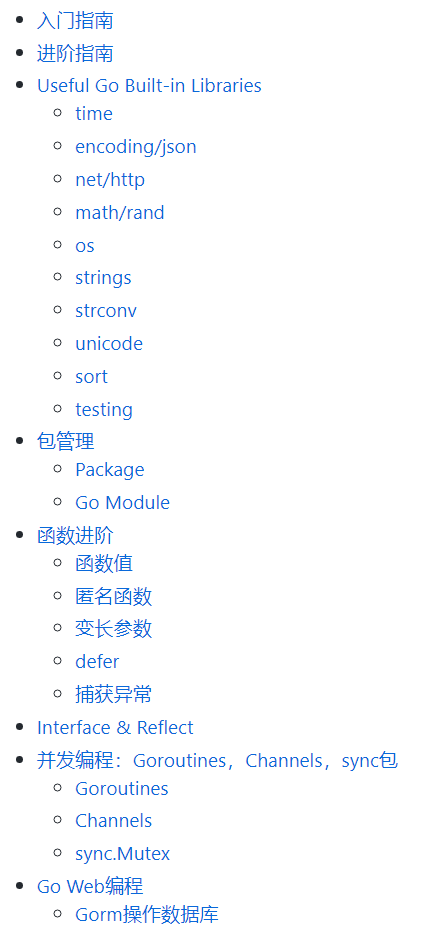 入门指南
进阶指南
Useful Go Built-in Libraries
time
encoding/json
net/http
math/rand
os
strings
strconv
unicode
sort
testing
包管理
Package
Go Module
函数进阶
函数值
匿名函数
变长参数
defer
捕获异常
Interface & Reflect
并发编程：Goroutines，Channels，sync包
Goroutines
Channels
sync.Mutex
Go Web编程
Gorm操作数据库